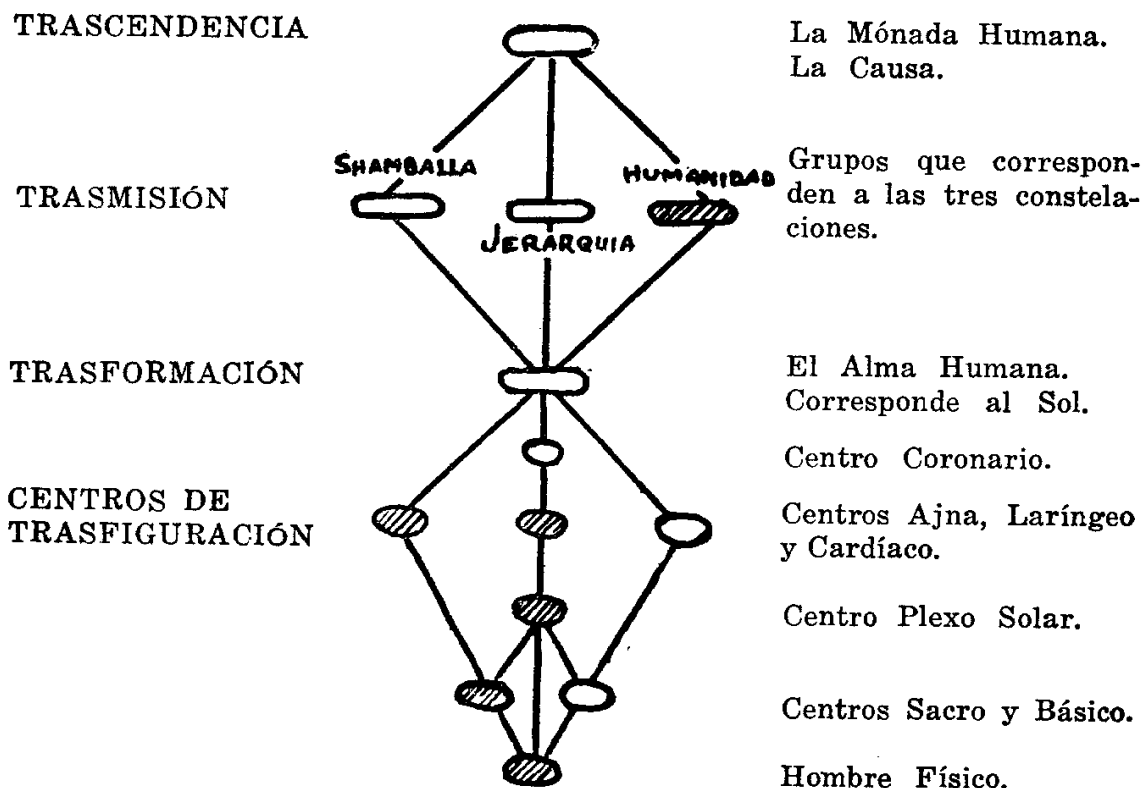 TRASCENDENCIA
La Mónada Humana.
La Causa.
SHAMBALLA
HUMANIDAD
JERARQUIA
TRASMISIÓN
Grupos que correspon-
den a las tres constela-
ciones.
TRASFORMACIÓN
El Alma Humana.
Corresponde al Sol.
Centro Coronario.
CENTROS DE
TRASFIGURACIÓN
Centros Ajna, Laríngeo
y Cardíaco.
Centro Plexo Solar.
Centros Sacro y Básico.
Hombre Físico.